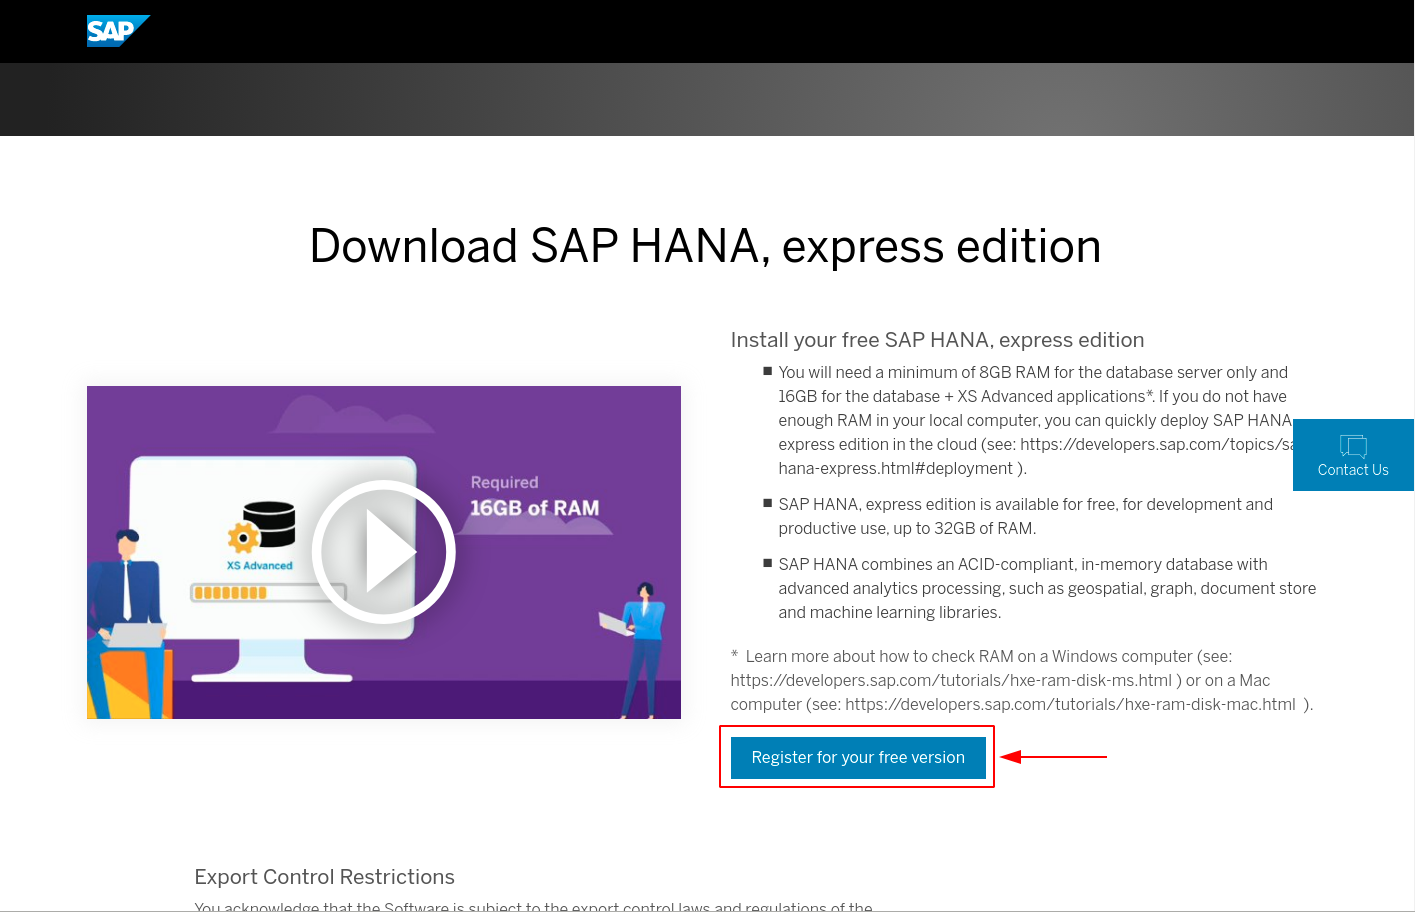 SAP
Download SAP HANA, express edition
Install your free SAP HANA, express edition
■ You will need a minimum of 8GB RAM for the database server only and
16GB for the database + XS Advanced applications*. If you do not have
enough RAM in your local computer, you can quickly deploy SAP HANA,
express edition in the cloud (see: https://developers.sap.com/topics/sa
hana-express.html#deployment ).
■ SAP HANA, express edition is available for free, for development and
productive use, up to 32GB of RAM.
■ SAP HANA combines an ACID-compliant, in-memory database with
advanced analytics processing, such as geospatial, graph, document store
and machine learning libraries.
* Learn more about how to check RAM on a Windows computer (see:
https://developers.sap.com/tutorials/hxe-ram-disk-ms.html ) or on a Mac
computer (see: https://developers.sap.com/tutorials/hxe-ram-disk-mac.html ).
Register for your free version
Required
16GB of RAM
XS Advanced
Contact Us
Export Control Restrictions
You acknowledge that the Software is subject to the export control laws and regulations of the